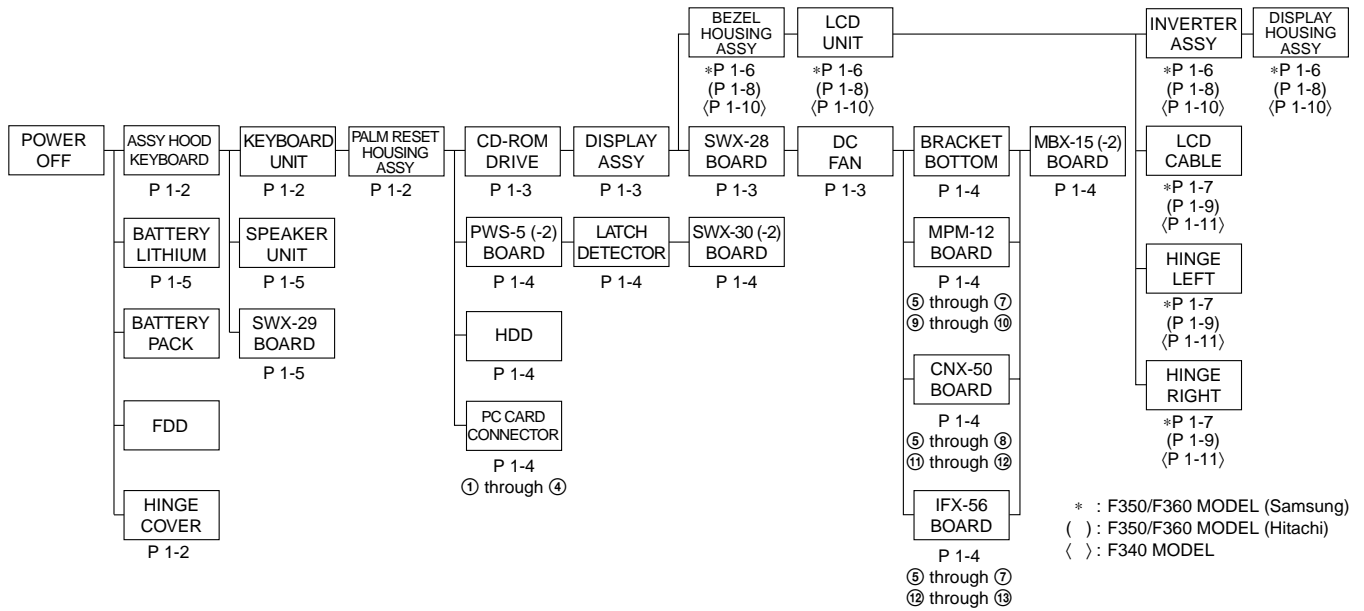 BEZEL
HOUSING
ASSY
*P 1-6
(P 1-8)
〈P 1-10〉
LCD
UNIT
*P 1-6
(P 1-8)
〈P 1-10〉
INVERTER
ASSY
*P 1-6
(P 1-8)
〈P 1-10〉
DISPLAY
HOUSING
ASSY
*P 1-6
(P 1-8)
〈P 1-10〉
POWER
OFF
ASSY HOOD
KEYBOARD
P 1-2
KEYBOARD
UNIT
P 1-2
PALM RESET
HOUSING
ASSY
P 1-2
CD-ROM
DRIVE
P 1-3
DISPLAY
ASSY
P 1-3
SWX-28
BOARD
P 1-3
DC
FAN
P 1-3
BRACKET
BOTTOM
P 1-4
MBX-15 (-2)
BOARD
P 1-4
LCD
CABLE
*P 1-7
(P 1-9)
〈P 1-11〉
BATTERY
LITHIUM
P 1-5
SPEAKER
UNIT
P 1-5
PWS-5 (-2)
BOARD
P 1-4
LATCH
DETECTOR
P 1-4
SWX-30 (-2)
BOARD
P 1-4
MPM-12
BOARD
P 1-4
⑤ through ⑦
⑨ through ⑩
HINGE
LEFT
*P 1-7
(P 1-9)
〈P 1-11〉
BATTERY
PACK
SWX-29
BOARD
P 1-5
HDD
P 1-4
CNX-50
BOARD
P 1-4
⑤ through ⑧
⑪ through ⑫
HINGE
RIGHT
*P 1-7
(P 1-9)
〈P 1-11〉
FDD
PC CARD
CONNECTOR
P 1-4
① through ④
HINGE
COVER
P 1-2
IFX-56
BOARD
P 1-4
⑤ through ⑦
⑫ through ⑬
* : F350/F360 MODEL (Samsung)
( ) : F350/F360 MODEL (Hitachi)
〈 〉 : F340 MODEL